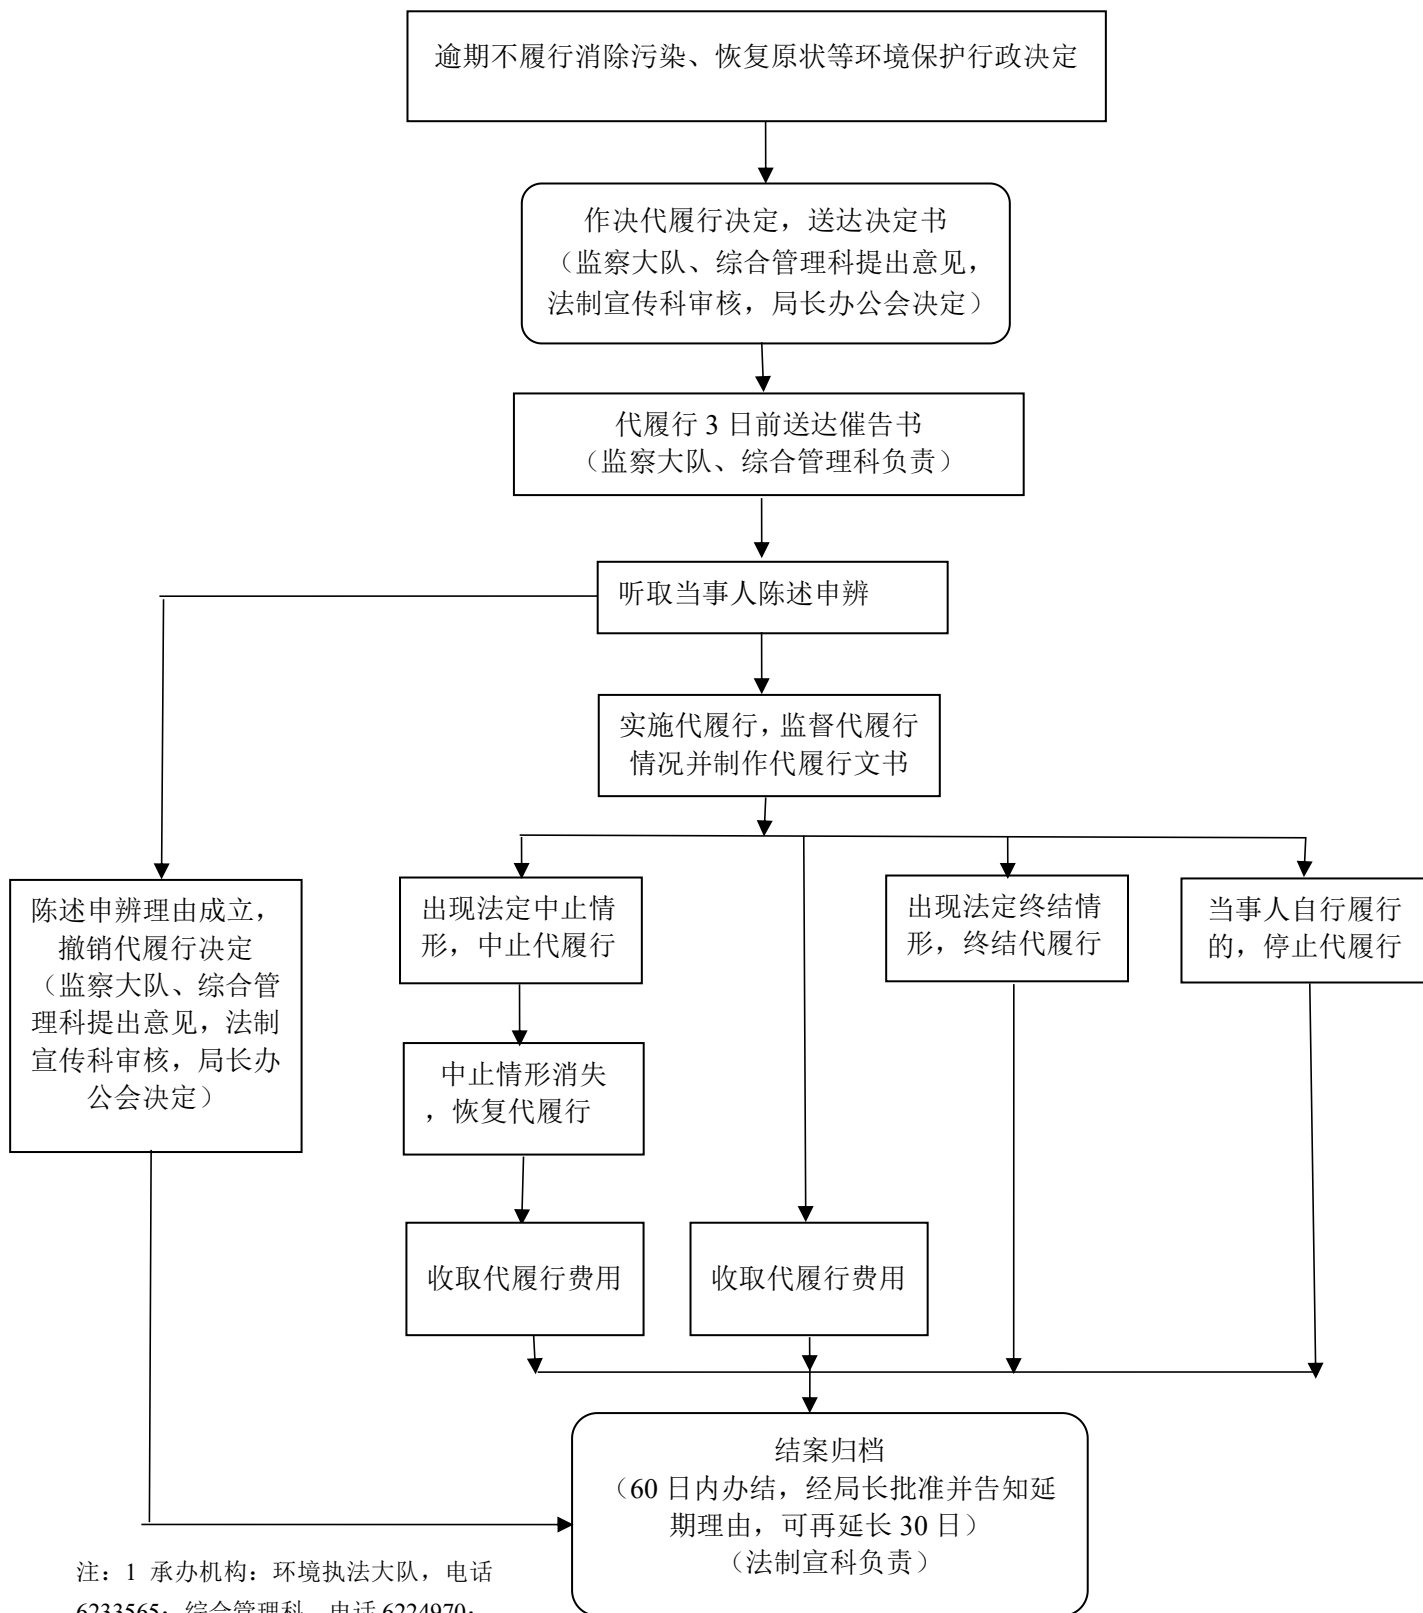 逾期不履行消除污染、恢复原状等环境保护行政决定
作决代履行决定，送达决定书
（监察大队、综合管理科提出意见，
法制宣传科审核，局长办公会决定）
代履行 3 日前送达催告书
（监察大队、综合管理科负责）
听取当事人陈述申辨
实施代履行，监督代履行
情况并制作代履行文书
陈述申辨理由成立，
撤销代履行决定
（监察大队、综合管
理科提出意见，法制
宣传科审核，局长办
公会决定）
出现法定中止情
形，中止代履行
出现法定终结情
形，终结代履行
当事人自行履行
的，停止代履行
中止情形消失
，恢复代履行
收取代履行费用
收取代履行费用
结案归档
（60 日内办结，经局长批准并告知延
期理由，可再延长 30 日）
（法制宣科负责）
注：1 承办机构：环境执法大队，电话
6233565；综合管理科，电话 6224970；